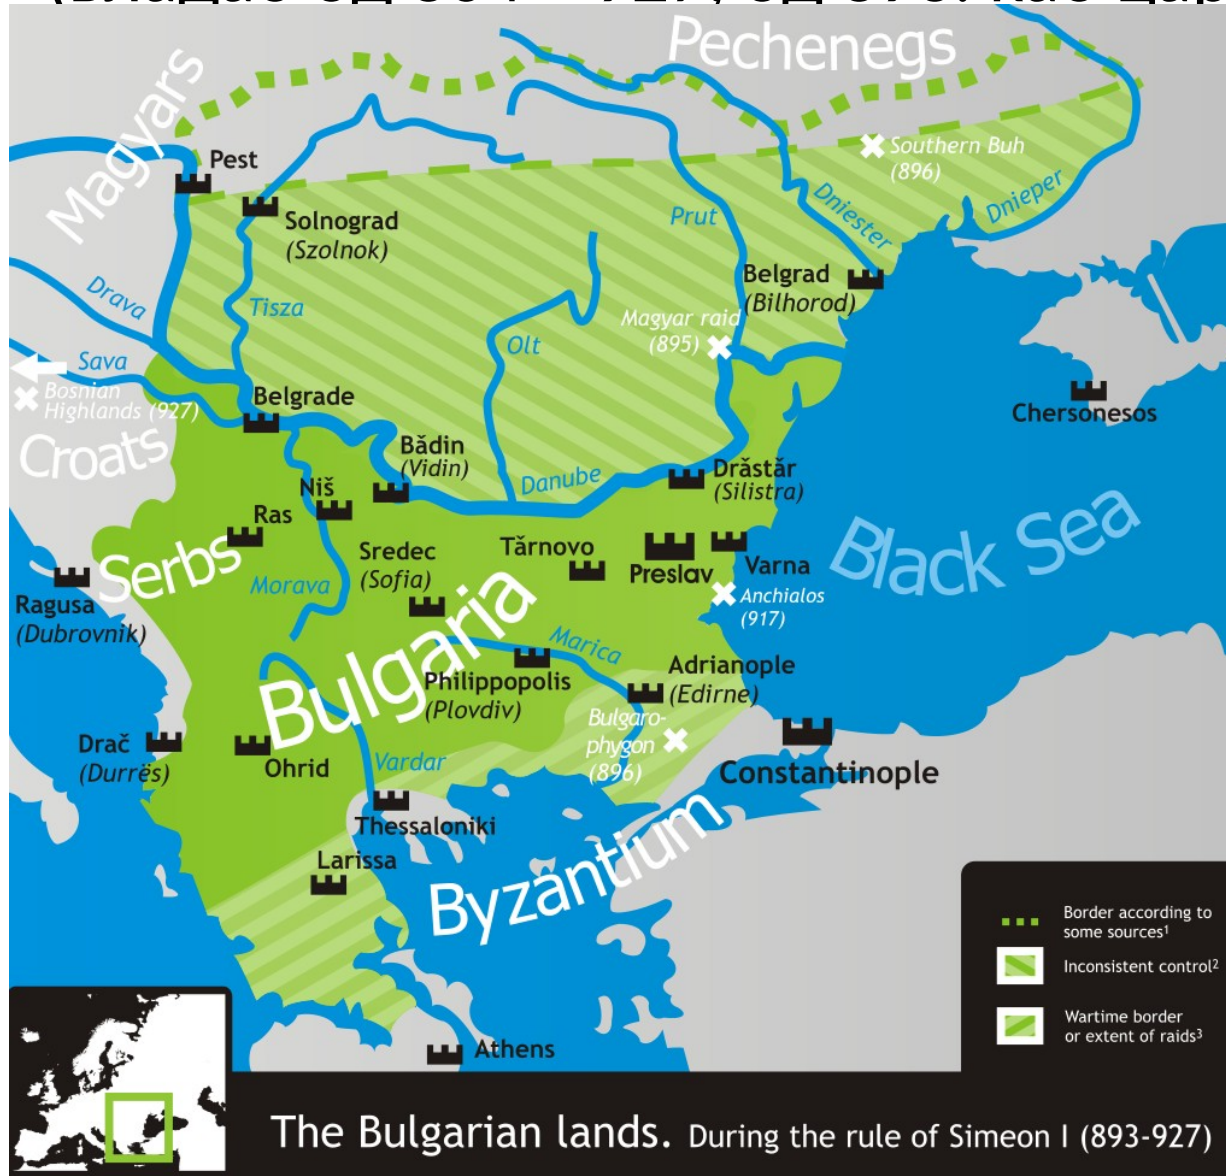 од као цар
Pechenegs
Magyars
Pest
Southern Buh
(896)
Solnograd
(Szolnok)
Prut
Dniester
Dnieper
Belgrad
(Bilhorod)
Drava
Tisza
Magyar raid
(895)
Olt
Sava
Bosnian
Highlands (927)
Belgrade
Chersonesos
Croats
Bădin
(Vidin)
Danube
Drăstăr
(Silistra)
Niš
Ras
Black Sea
Serbs
Sredec
(Sofia)
Tărnovo
Preslav
Varna
Morava
Anchialos
(917)
Ragusa
(Dubrovnik)
Bulgaria
Marica
Philippopolis
(Plovdiv)
Adrianople
(Edirne)
Bulgaro-
phygon
(896)
Drač
(Durrës)
Ohrid
Vardar
Constantinople
Thessaloniki
Byzantium
Larissa
Athens
Border according to
some sources¹
Inconsistent control²
Wartime border
or extent of raids³
The Bulgarian lands. During the rule of Simeon I (893-927)